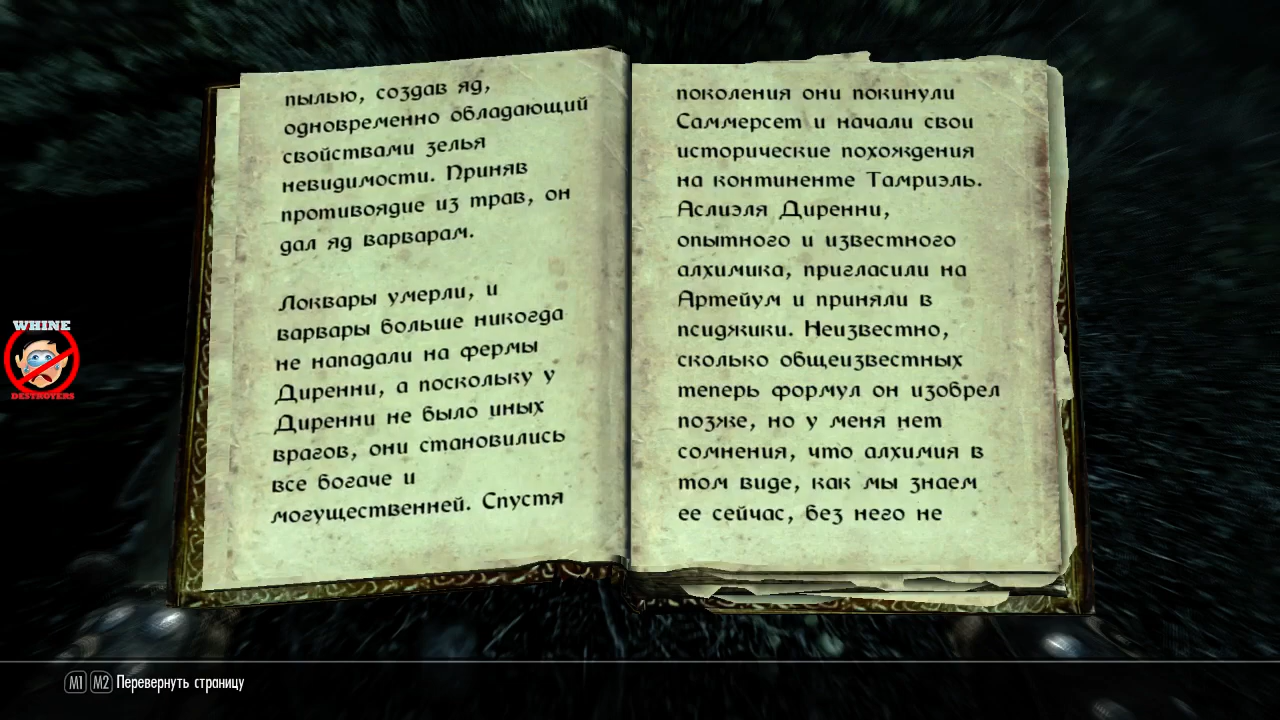 пылью, создав яд,
одновременно обладающий
свойствами зелья
невидимости. Приняв
противоядие из трав, он
дал яд варварам.
Локвары умерли, и
варвары больше никогда
не нападали на фермы
Диренни, а поскольку у
Диренни не было иных
врагов, они становились
все богаче и
могущественней. Спустя
поколения они покинули
Саммерсет и начали свои
исторические похождения
на континенте Тамриэль.
Аслиэля Диренни,
опытного и известного
алхимика, пригласили на
Артейум и приняли в
псиджики. Неизвестно,
сколько общеизвестных
теперь формул он изобрел
позже, но у меня нет
сомнения, что алхимия в
том виде, как мы знаем
ее сейчас, без него не
WHINE
DESTROYERS
M1 M2 Перевернуть страницу